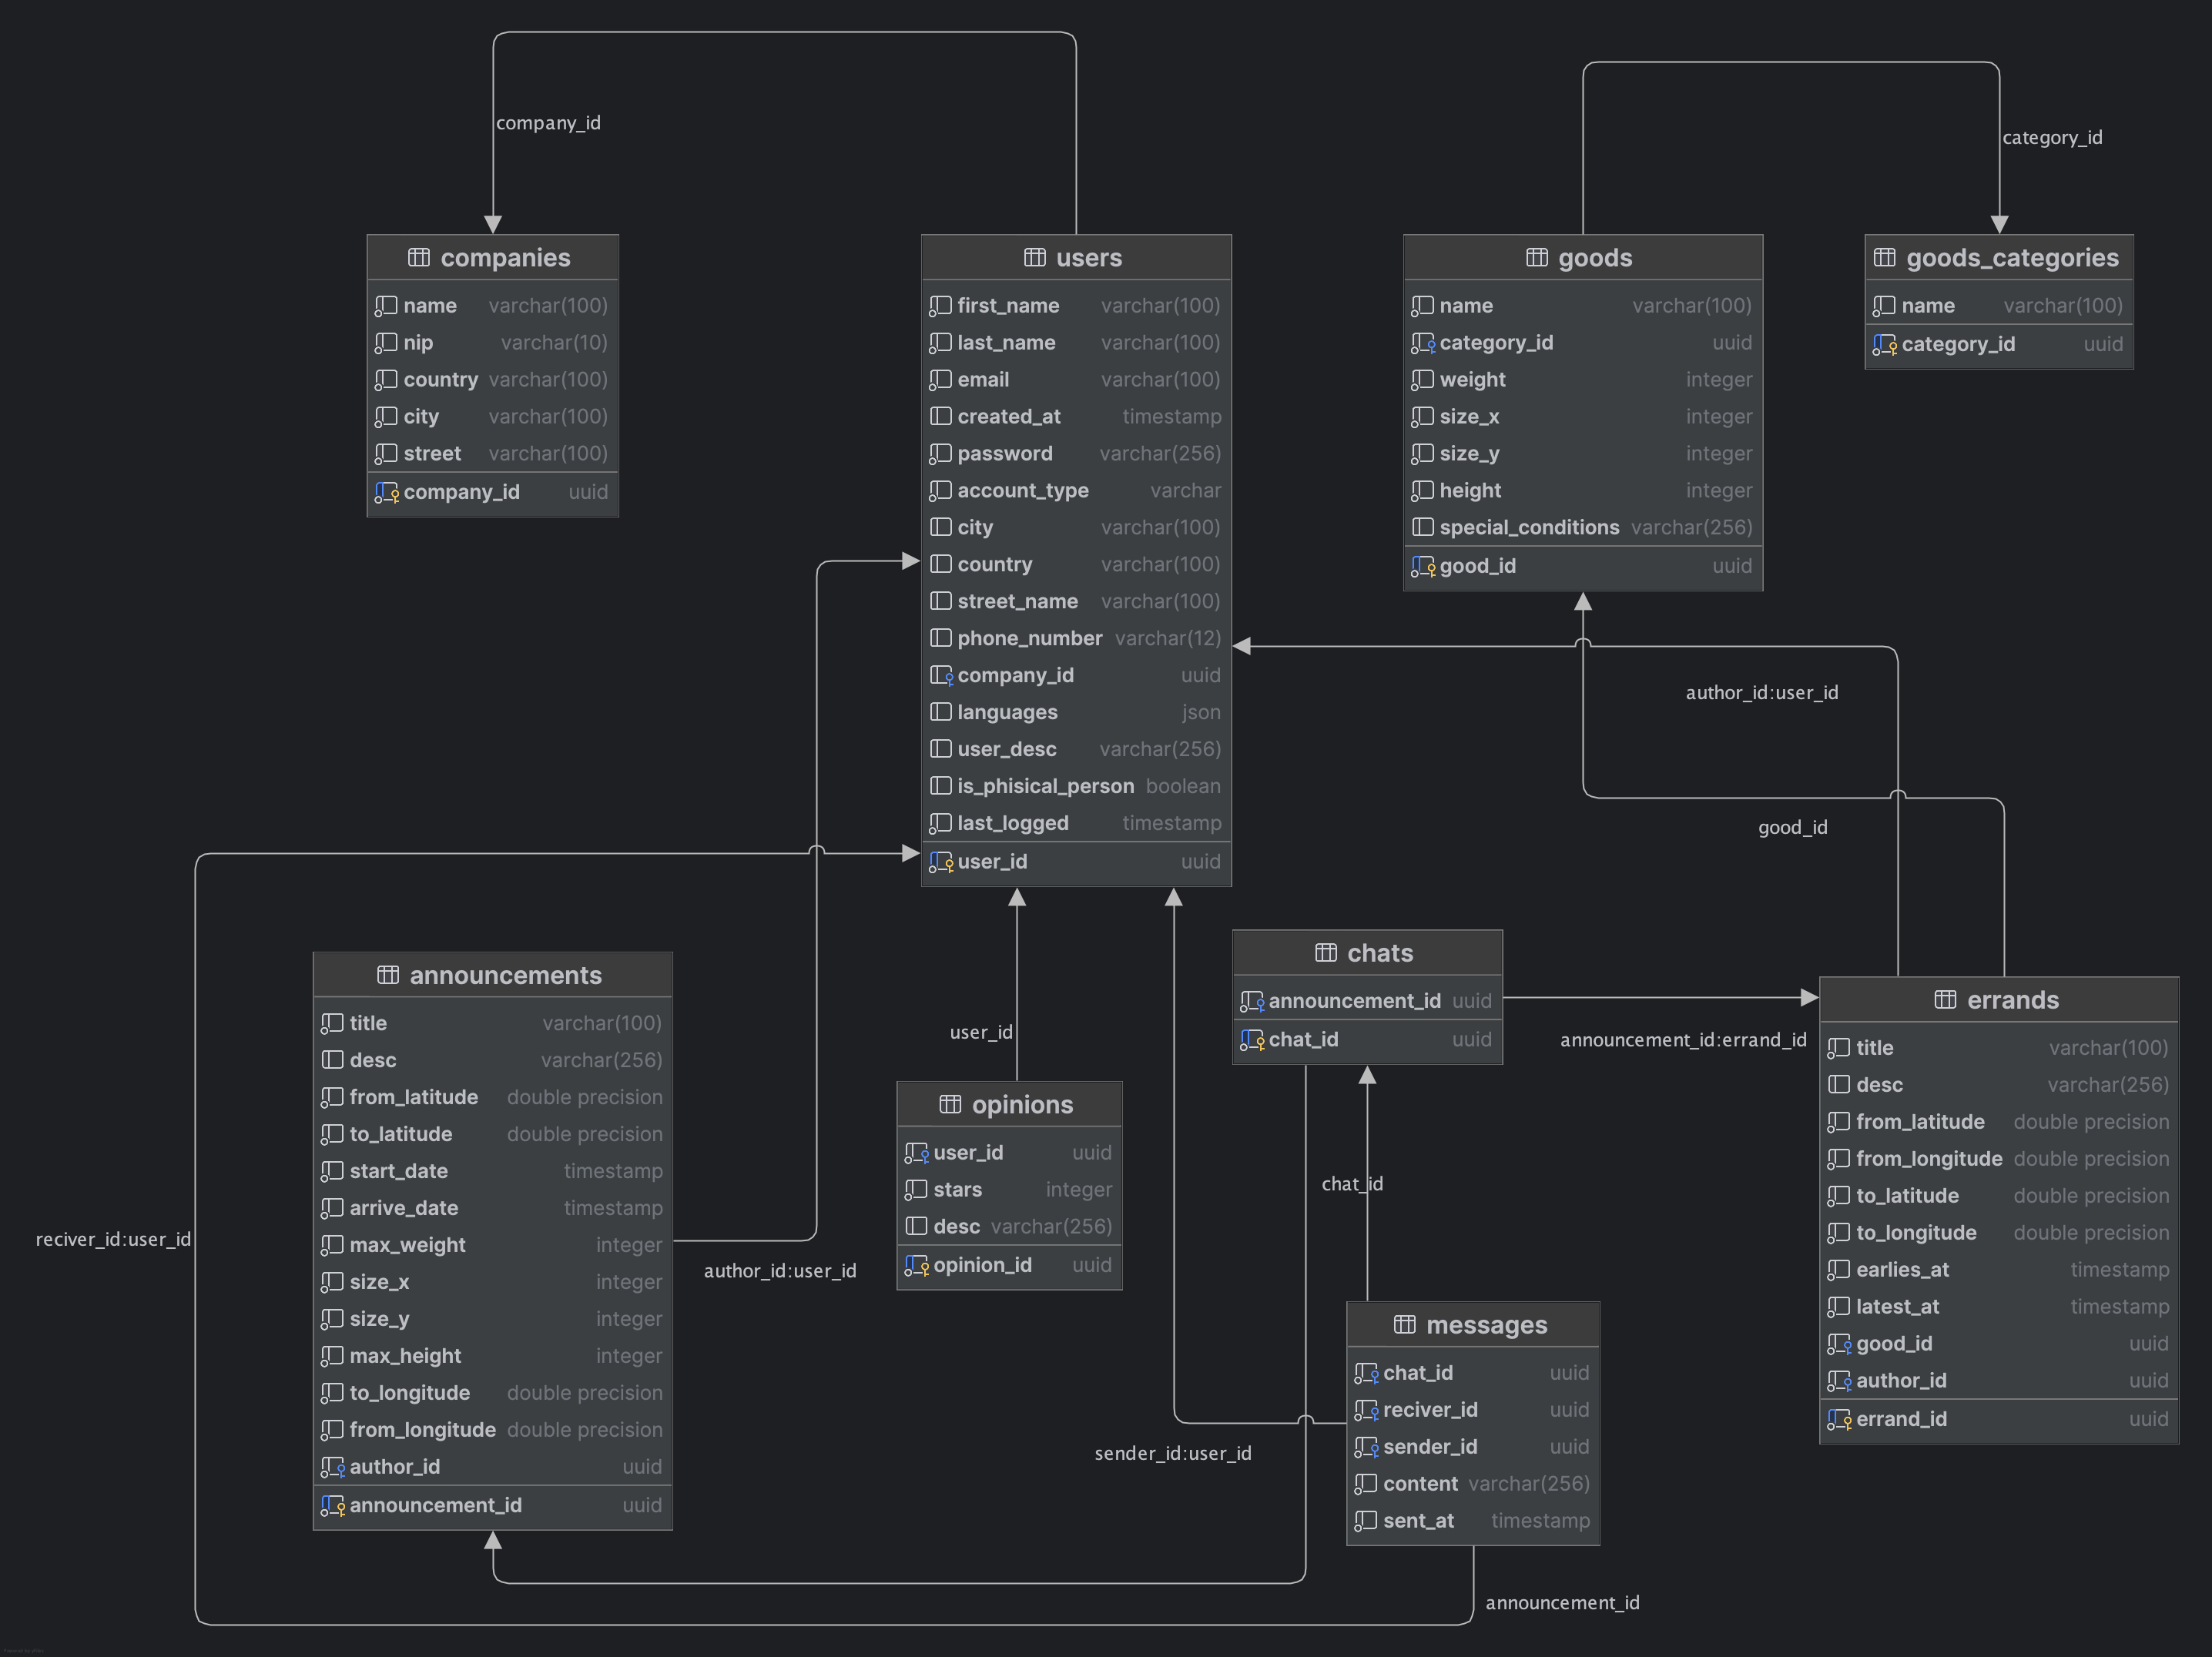 company_id
category_id
companies
name varchar(100)
nip varchar(10)
country varchar(100)
city varchar(100)
street varchar(100)
company_id uuid
users
first_name varchar(100)
last_name varchar(100)
email varchar(100)
created_at timestamp
password varchar(256)
account_type varchar
city varchar(100)
country varchar(100)
street_name varchar(100)
phone_number varchar(12)
company_id uuid
languages json
user_desc varchar(256)
is_phisical_person boolean
last_logged timestamp
user_id uuid
goods
name varchar(100)
category_id uuid
weight integer
size_x integer
size_y integer
height integer
special_conditions varchar(256)
good_id uuid
goods_categories
name varchar(100)
category_id uuid
author_id:user_id
good_id
announcements
title varchar(100)
desc varchar(256)
from_latitude double precision
to_latitude double precision
start_date timestamp
arrive_date timestamp
max_weight integer
size_x integer
size_y integer
max_height integer
to_longitude double precision
from_longitude double precision
author_id uuid
announcement_id uuid
reciver_id:user_id
author_id:user_id
user_id
opinions
user_id uuid
stars integer
desc varchar(256)
opinion_id uuid
chats
announcement_id uuid
chat_id uuid
announcement_id:errand_id
chat_id
errands
title varchar(100)
desc varchar(256)
from_latitude double precision
from_longitude double precision
to_latitude double precision
to_longitude double precision
earlies_at timestamp
latest_at timestamp
good_id uuid
author_id uuid
errand_id uuid
messages
chat_id uuid
reciver_id uuid
sender_id uuid
content varchar(256)
sent_at timestamp
sender_id:user_id
announcement_id